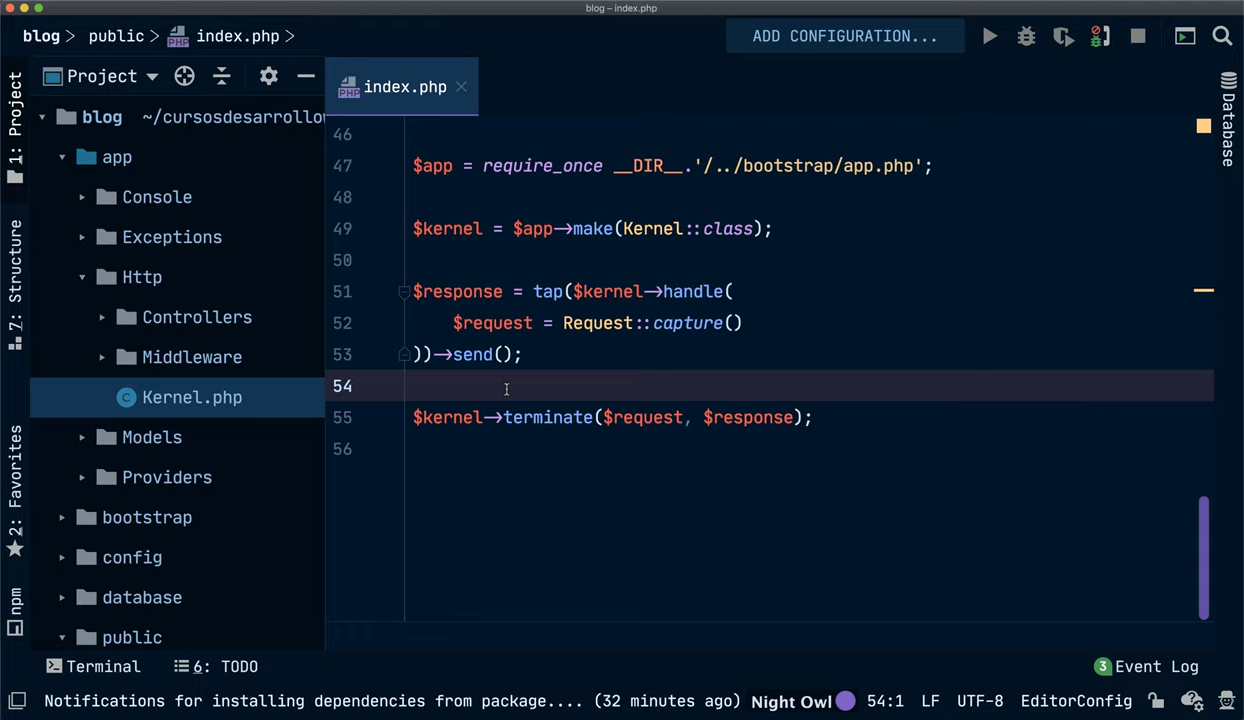 blog – index.php
blog > public > index.php >
ADD CONFIGURATION...
1: Project
7: Structure
2: Favorites
npm
Project
blog ~/cursosdesarrollo
app
Console
Exceptions
Http
Controllers
Middleware
Kernel.php
Models
Providers
bootstrap
config
database
public
PHP index.php
46
47 $app = require_once __DIR__.'/../bootstrap/app.php';
48
49 $kernel = $app->make(Kernel::class);
50
51 $response = tap($kernel->handle(
52 $request = Request::capture()
53 ))->send();
54
55 $kernel->terminate($request, $response);
56
Database
Terminal
6: TODO
3 Event Log
Notifications for installing dependencies from package.... (32 minutes ago)
Night Owl
54:1 LF UTF-8 EditorConfig